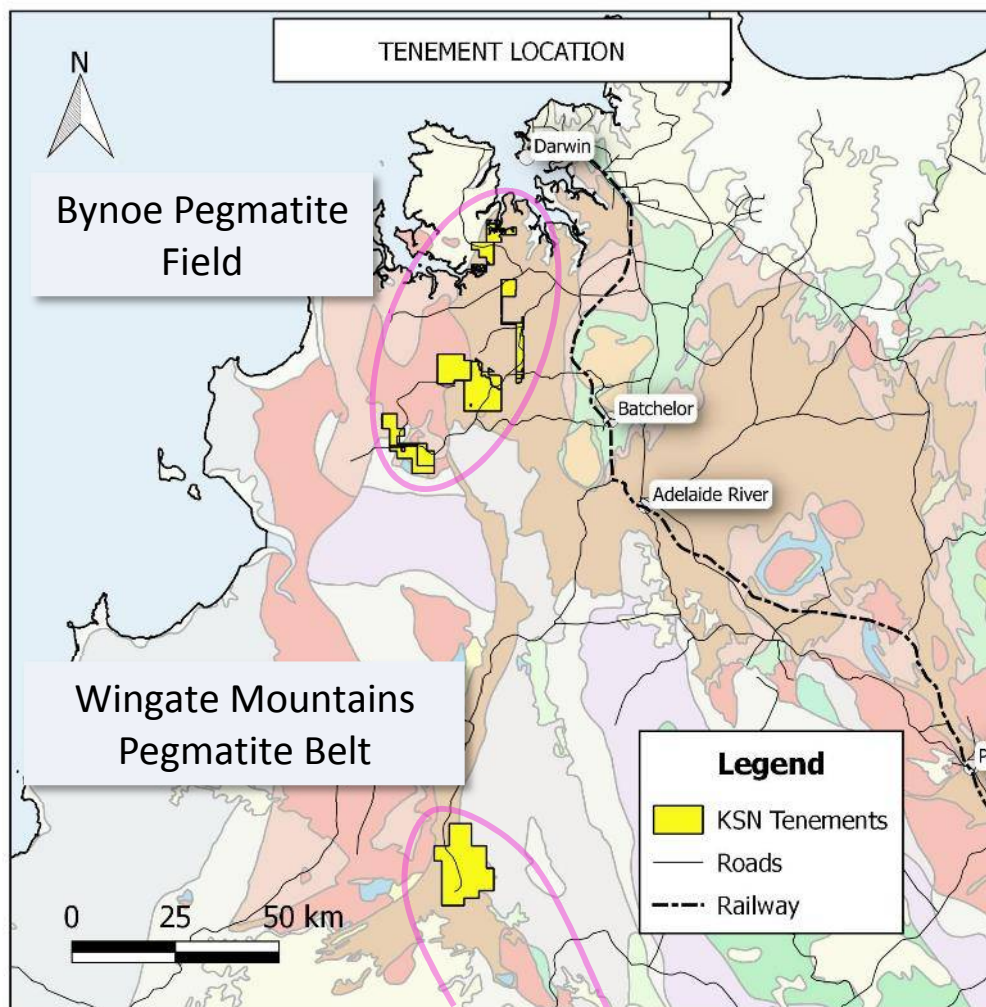 TENEMENT LOCATION
N
Darwin
Bynoe Pegmatite
Field
Batchelor
Adelaide River
Wingate Mountains
Pegmatite Belt
P
Legend
KSN Tenements
Roads
Railway
0 25 50 km